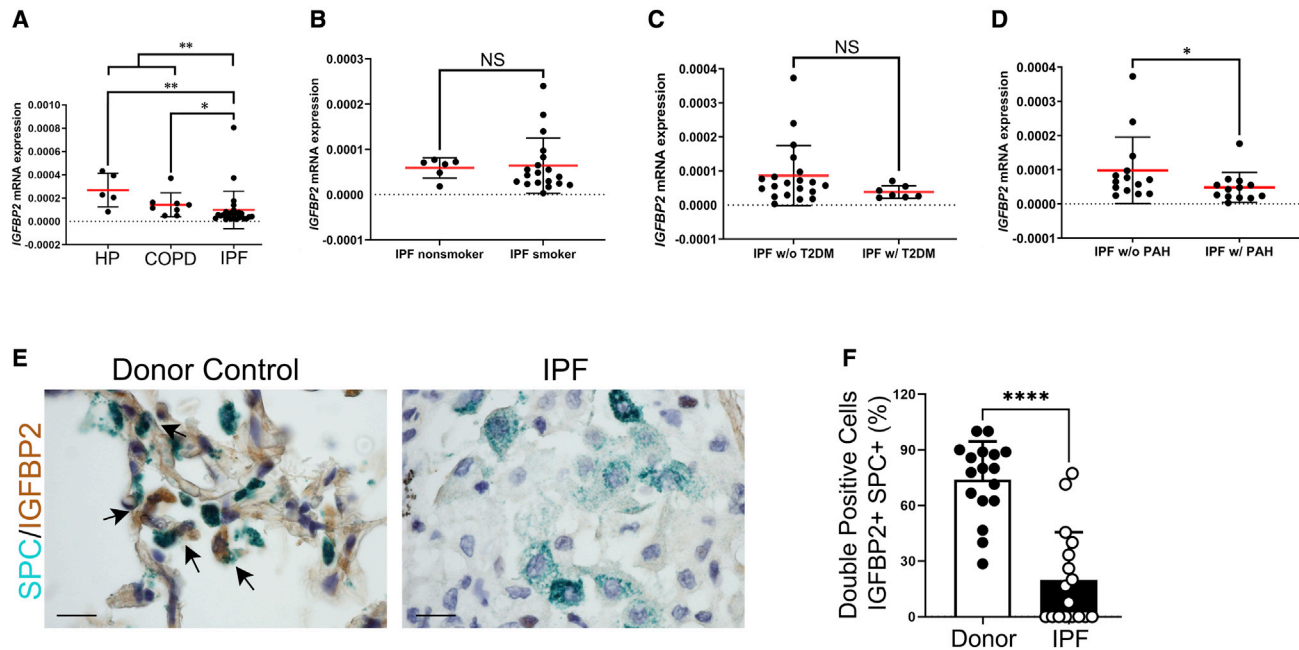 A
**
**
*
IGFBP2 mRNA expression
0.0010
0.0008
0.0006
0.0004
0.0002
0.0000
-0.0002
HP
COPD
IPF
B
NS
IGFBP2 mRNA expression
0.0003
0.0002
0.0001
0.0000
-0.0001
IPF nonsmoker
IPF smoker
C
NS
IGFBP2 mRNA expression
0.0004
0.0003
0.0002
0.0001
0.0000
-0.0001
IPF w/o T2DM
IPF w/ T2DM
D
*
IGFBP2 mRNA expression
0.0004
0.0003
0.0002
0.0001
0.0000
-0.0001
IPF w/o PAH
IPF w/ PAH
E
Donor Control
IPF
SPC/IGFBP2
F
****
Double Positive Cells
IGFBP2+ SPC+ (%)
120
90
60
30
0
Donor
IPF